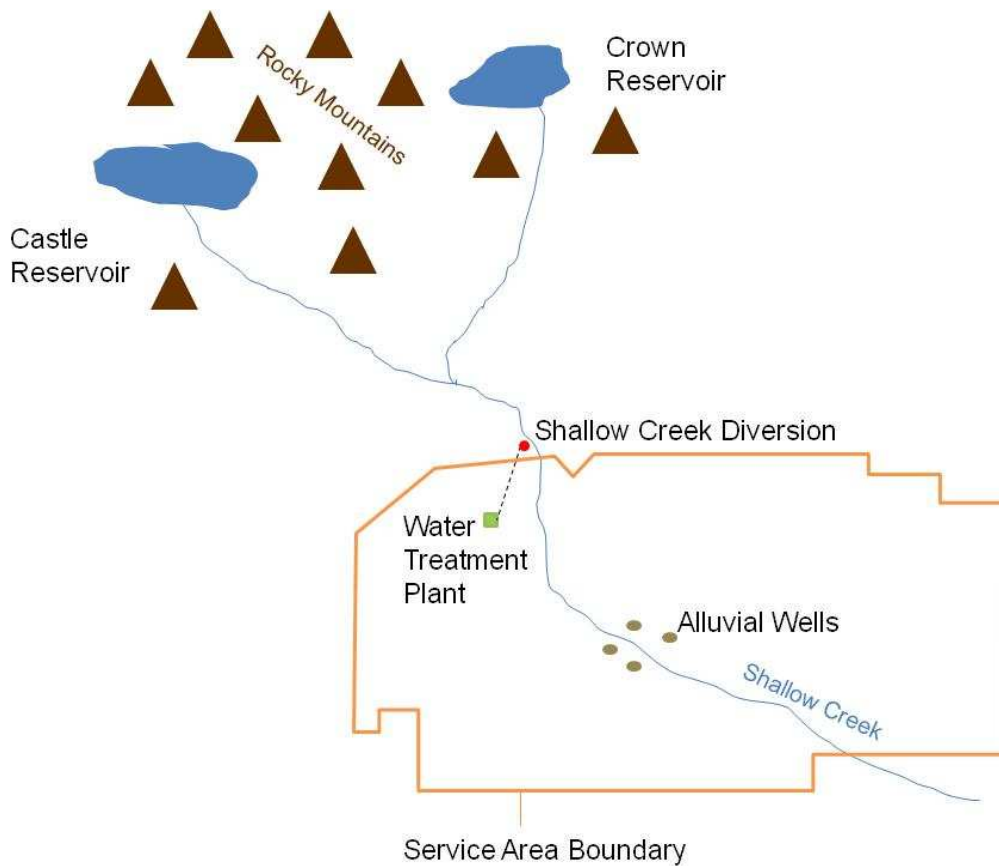 Crown
Reservoir
Rocky Mountains
Castle
Reservoir
Shallow Creek Diversion
Water
Treatment
Plant
Alluvial Wells
Shallow Creek
Service Area Boundary